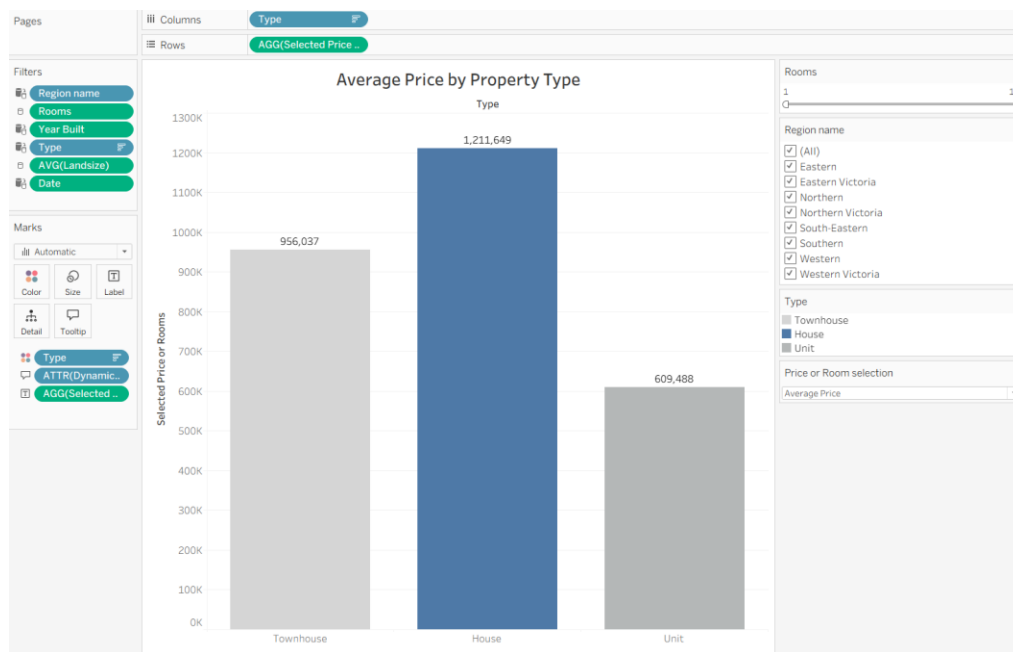 Pages
Columns
Type
Rows
AGG(Selected Price ..
Filters
Region name
Rooms
Year Built
Type
AVG(Landsize)
Date
Marks
Automatic
Color
Size
Label
Detail
Tooltip
Type
ATTR(Dynamic..
AGG(Selected ..
Average Price by Property Type
Type
Selected Price or Rooms
1300K
1200K
1100K
1000K
900K
800K
700K
600K
500K
400K
300K
200K
100K
0K
956,037
1,211,649
609,488
Townhouse
House
Unit
Rooms
1
1
Region name
(All)
Eastern
Eastern Victoria
Northern
Northern Victoria
South-Eastern
Southern
Western
Western Victoria
Type
Townhouse
House
Unit
Price or Room selection
Average Price